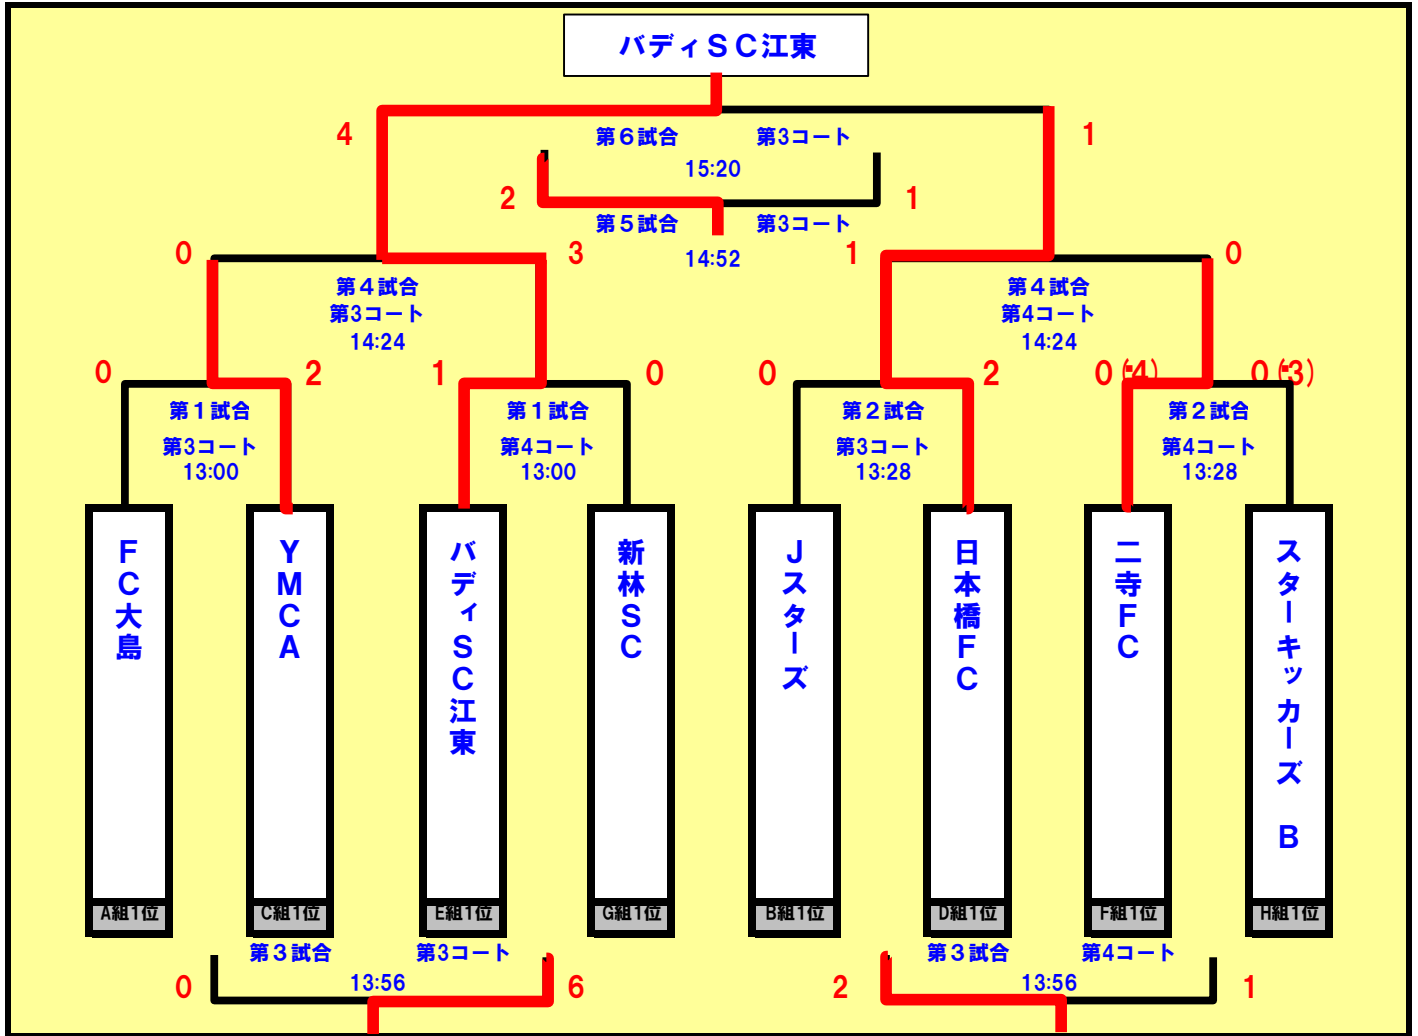 バディSC江東
4
第6試合 第3コート
1
15:20
2
1
第5試合 第3コート
14:52
0
3
1
0
第4試合
第3コート
14:24
第4試合
第4コート
14:24
0
2
1
0
0
2
0(4)
0(3)
第1試合
第3コート
13:00
第1試合
第4コート
13:00
第2試合
第3コート
13:28
第2試合
第4コート
13:28
FC大島
YMCA
バディSC江東
新林SC
Jスターズ
日本橋FC
二寺FC
スターキッカーズ B
A組1位
C組1位
E組1位
G組1位
B組1位
D組1位
F組1位
H組1位
第3試合 第3コート
13:56
0
6
第3試合 第4コート
13:56
2
1